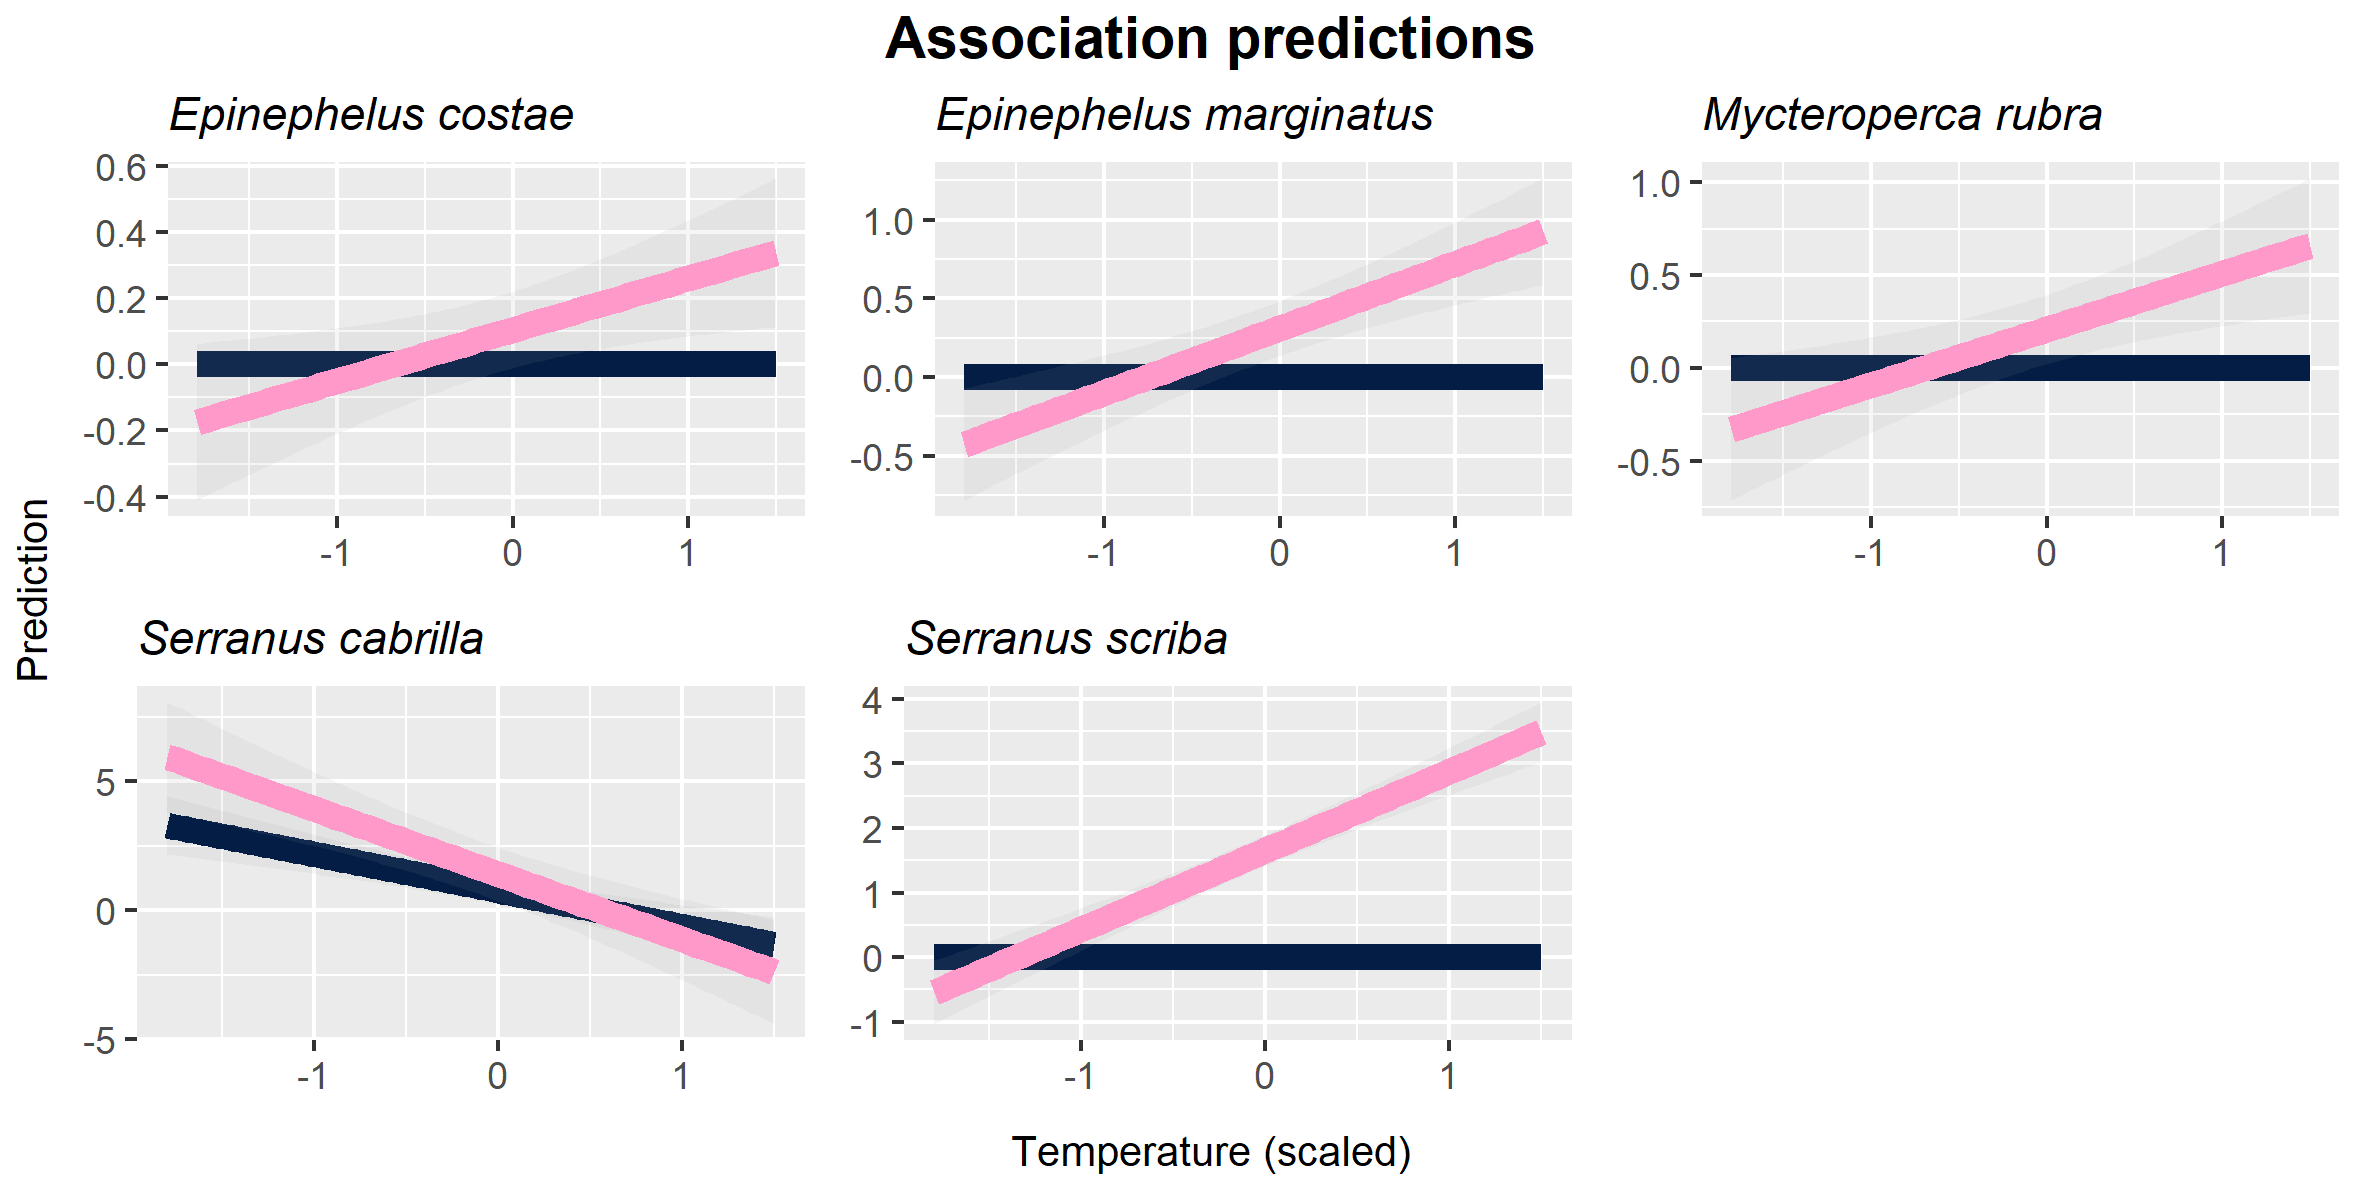 Association predictions
Epinephelus costae
Epinephelus marginatus
Mycteroperca rubra
0.6
0.4
0.2
0.0
-0.2
-0.4
-1 0 1
1.0
0.5
0.0
-0.5
-1 0 1
1.0
0.5
0.0
-0.5
-1 0 1
Prediction
Serranus cabrilla
Serranus scriba
5
0
-5
-1 0 1
4
3
2
1
0
-1
-1 0 1
Temperature (scaled)